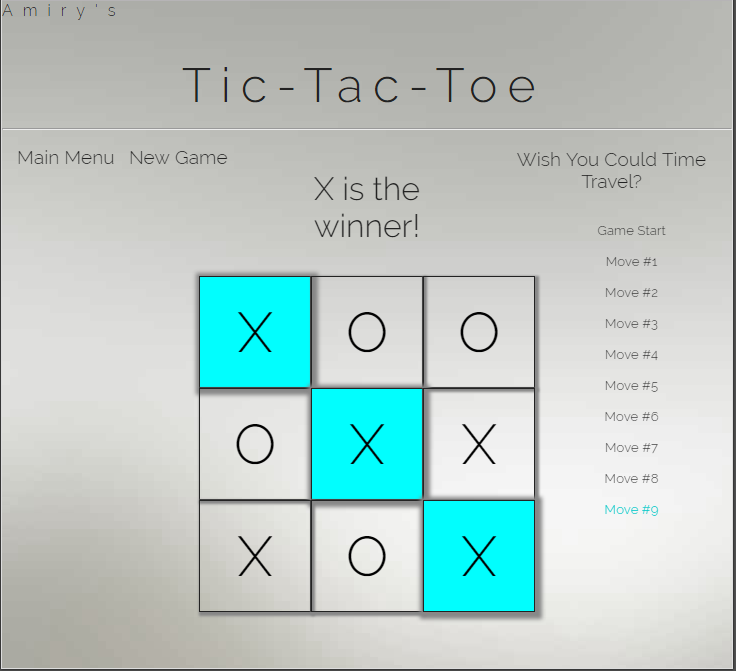 Amiry's
Tic-Tac-Toe
Main Menu New Game
X is the
winner!
X O O
O X X
X O X
Wish You Could Time
Travel?
Game Start
Move #1
Move #2
Move #3
Move #4
Move #5
Move #6
Move #7
Move #8
Move #9